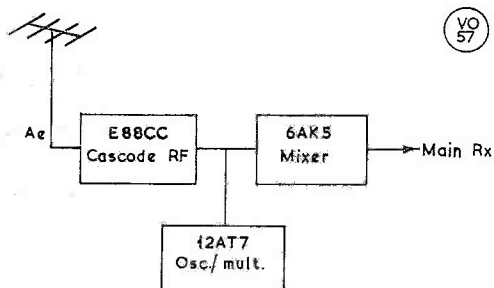 VO
57
Ae
E88CC
Cascode RF
6AK5
Mixer
Main Rx
12AT7
Osc./mult.